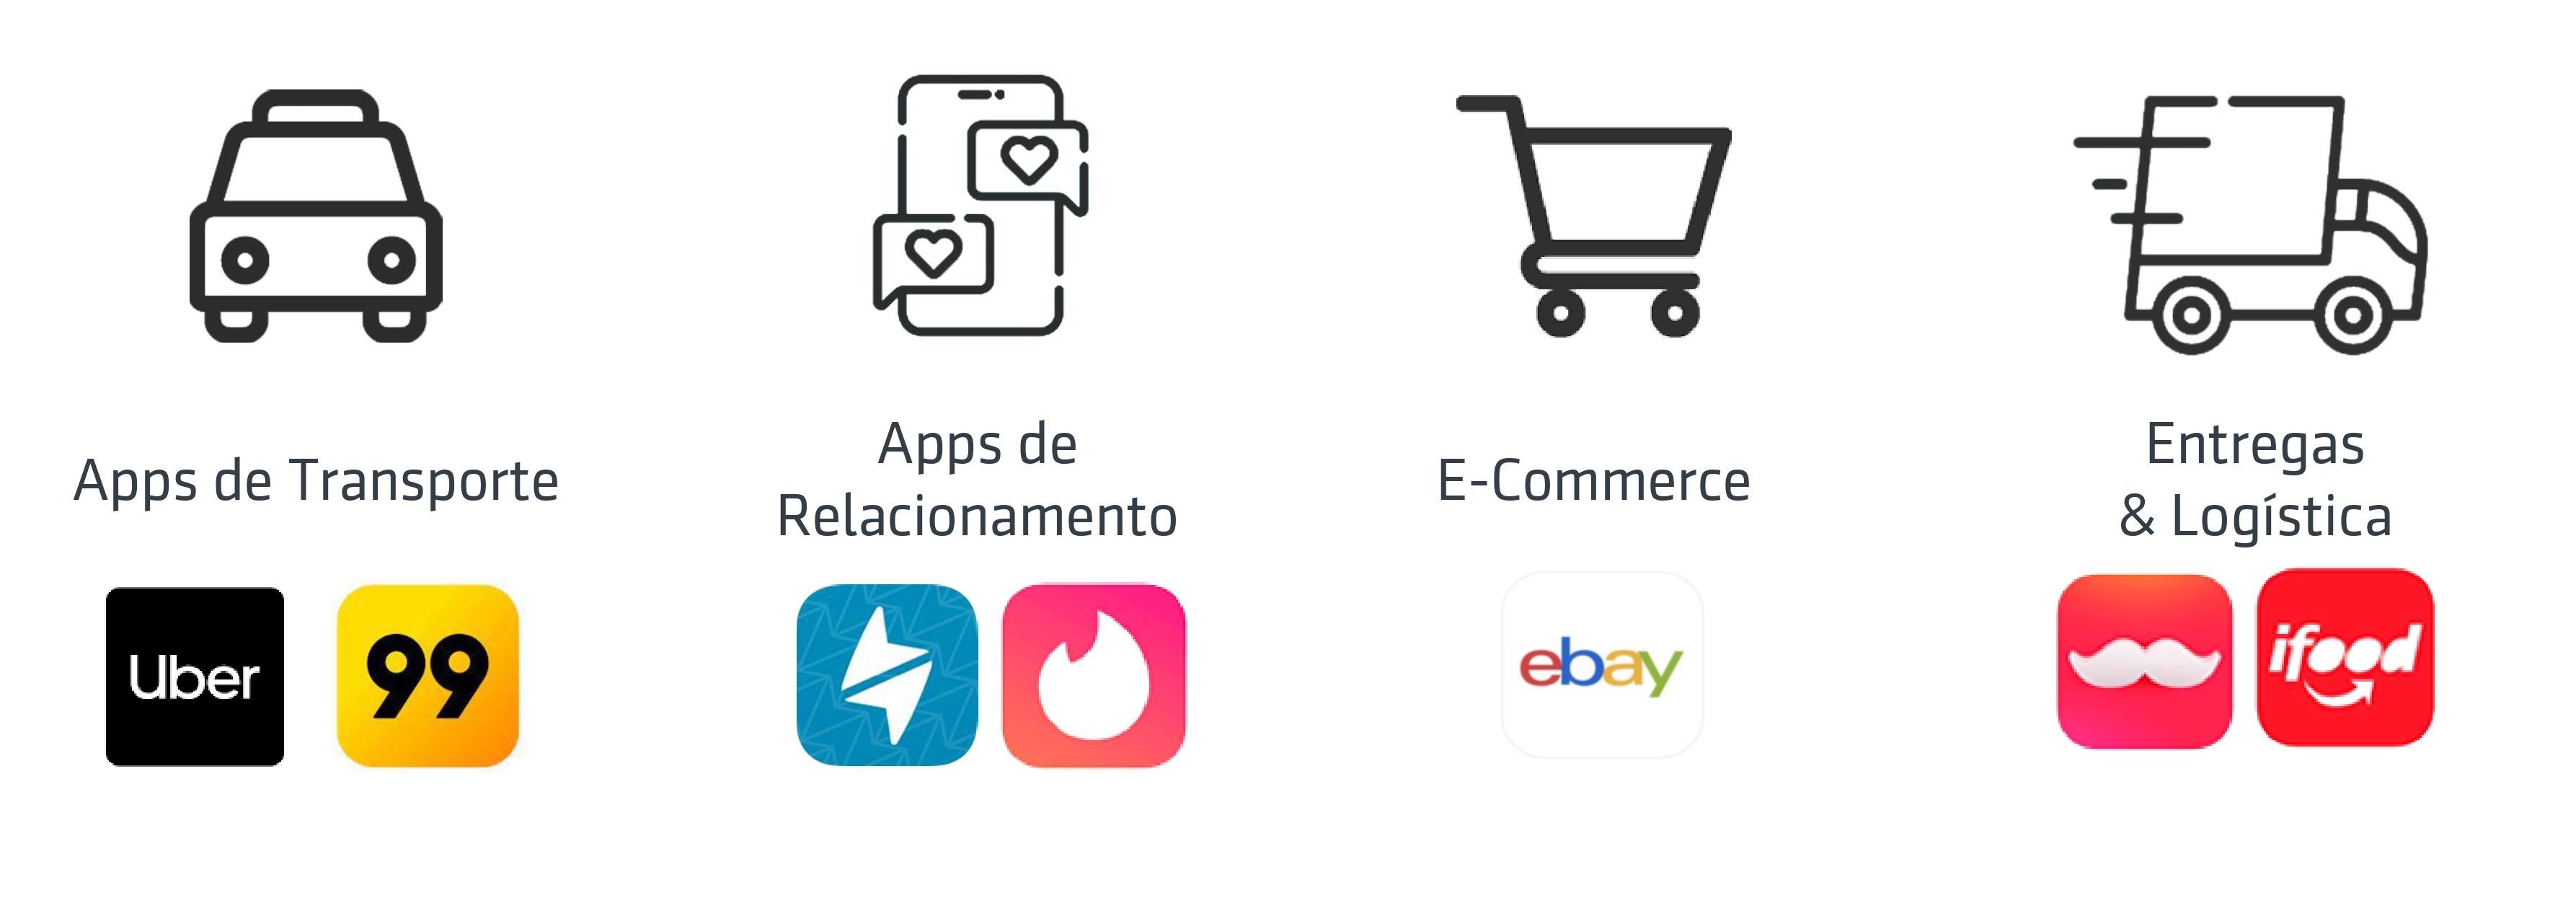 Apps de Transporte
Apps de
Relacionamento
E-Commerce
Entregas
& Logística
Uber
99
ebay
ifood